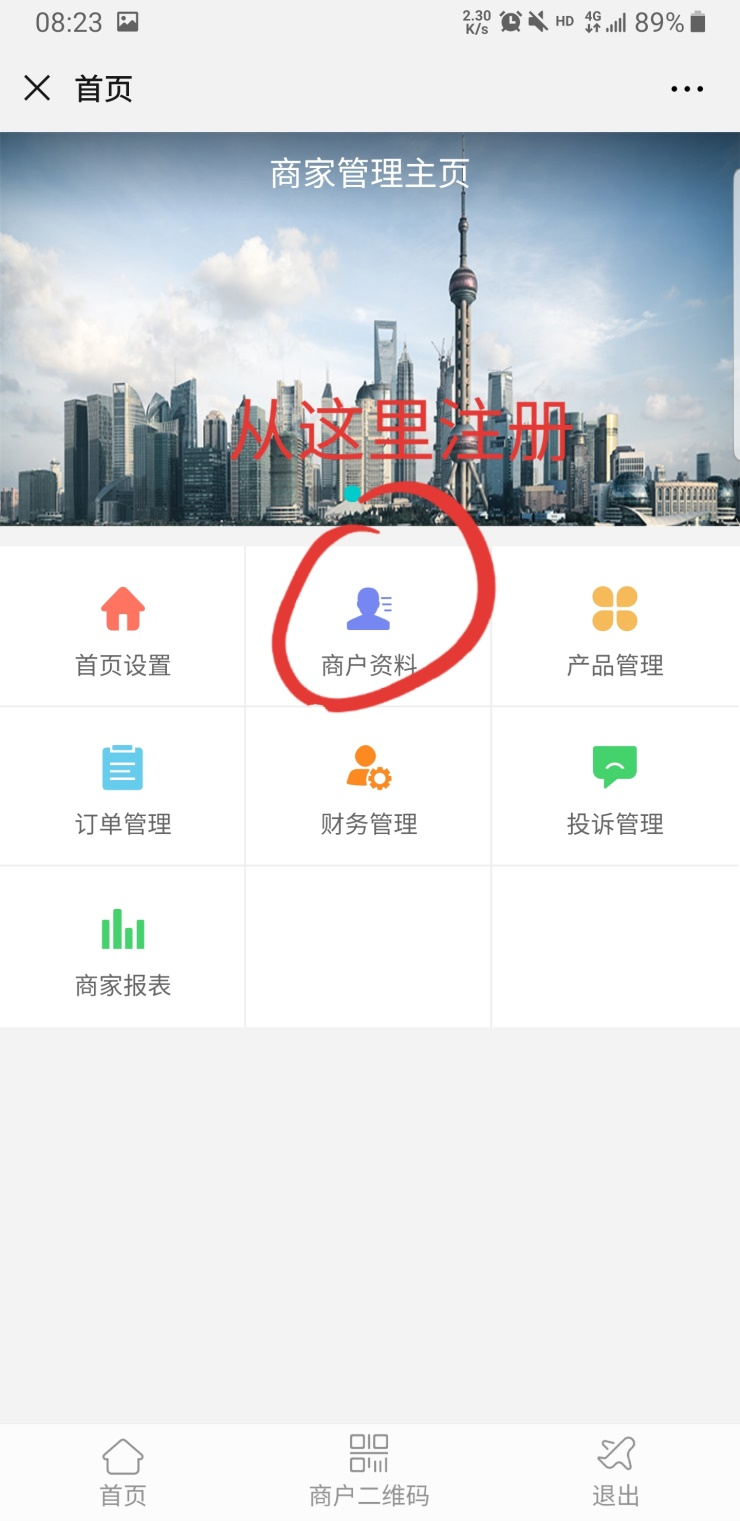 08:23 2.30 K/s HD 4G 89%
首页
商家管理主页
从这里注册
首页设置 商户资料 产品管理
订单管理 财务管理 投诉管理
商家报表
首页 商户二维码 退出